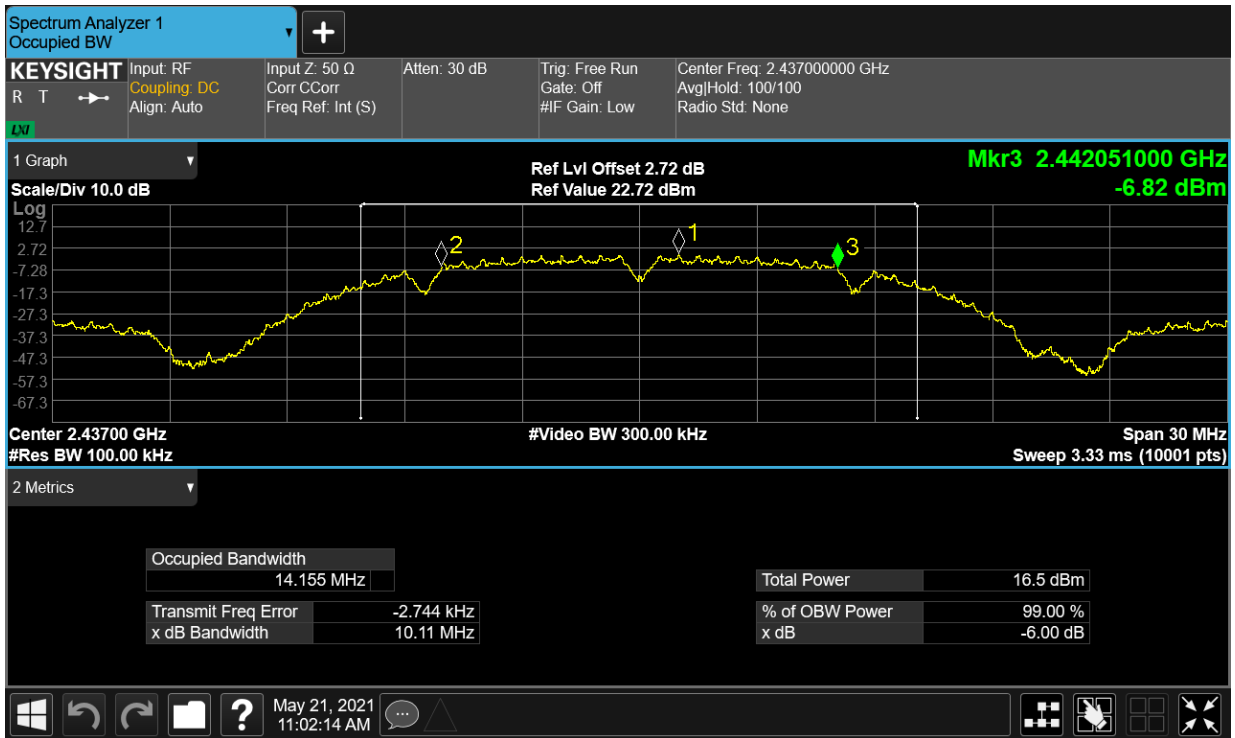 Spectrum Analyzer 1
Occupied BW
KEYSIGHT
R T
LXI
Input: RF
Coupling: DC
Align: Auto
Input Z: 50 Ω
Corr CCorr
Freq Ref: Int (S)
Atten: 30 dB
Trig: Free Run
Gate: Off
#IF Gain: Low
Center Freq: 2.437000000 GHz
Avg|Hold: 100/100
Radio Std: None
1 Graph
Scale/Div 10.0 dB
Ref Lvl Offset 2.72 dB
Ref Value 22.72 dBm
Mkr3 2.442051000 GHz
-6.82 dBm
Log
12.7
2.72
-7.28
-17.3
-27.3
-37.3
-47.3
-57.3
-67.3
2
1
3
Center 2.43700 GHz
#Video BW 300.00 kHz
Span 30 MHz
#Res BW 100.00 kHz
Sweep 3.33 ms (10001 pts)
2 Metrics
Occupied Bandwidth
14.155 MHz
Total Power 16.5 dBm
Transmit Freq Error -2.744 kHz
% of OBW Power 99.00 %
x dB Bandwidth 10.11 MHz
x dB -6.00 dB
?
May 21, 2021
11:02:14 AM